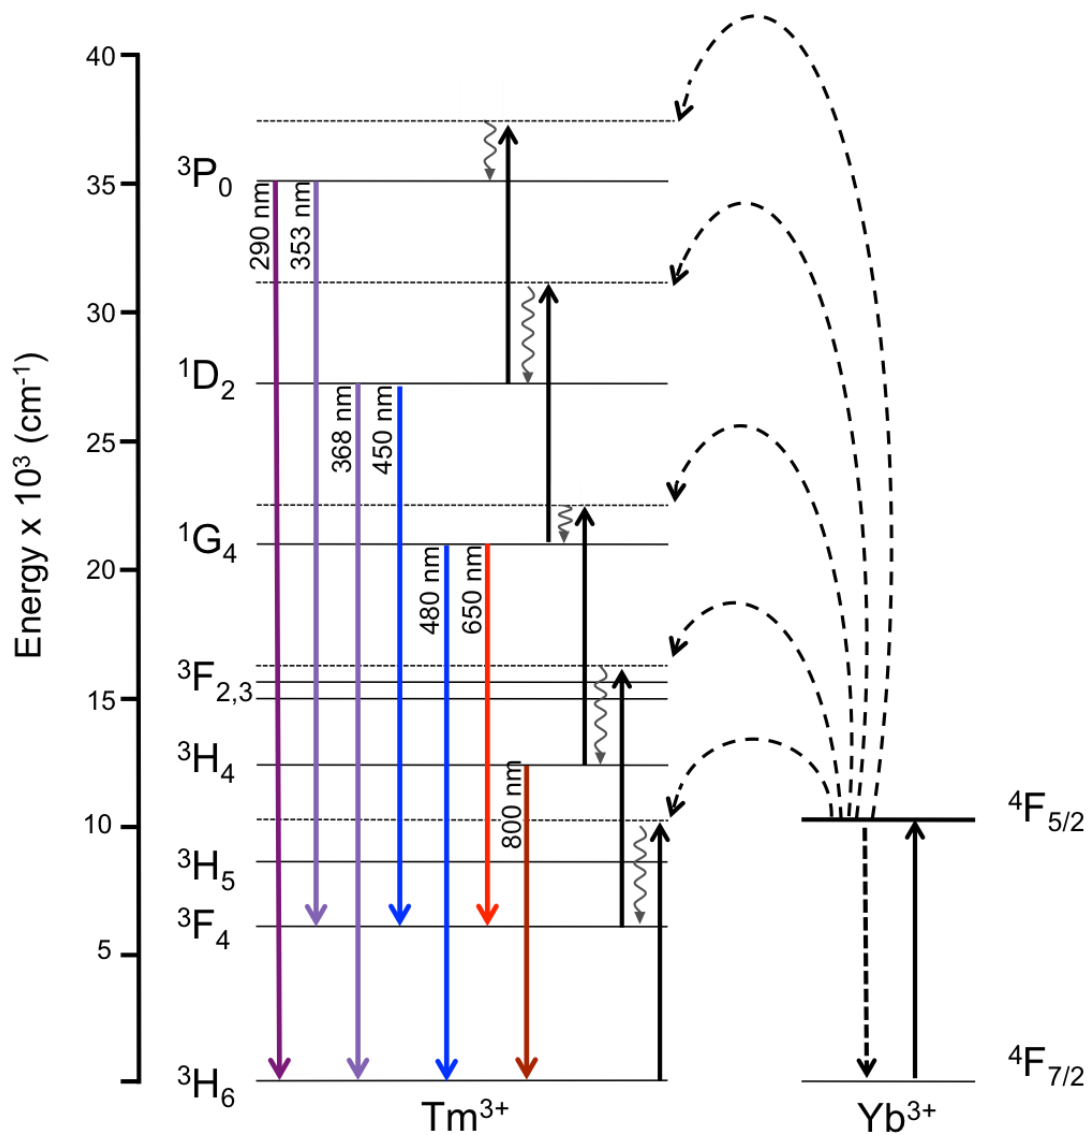 Energy x 10³ (cm⁻¹)
40
35
30
25
20
15
10
5
³P₀
¹D₂
¹G₄
³F₂,₃
³H₄
³H₅
³F₄
³H₆
290 nm
353 nm
368 nm
450 nm
480 nm
650 nm
800 nm
⁴F₅/₂
⁴F₇/₂
Tm³⁺
Yb³⁺